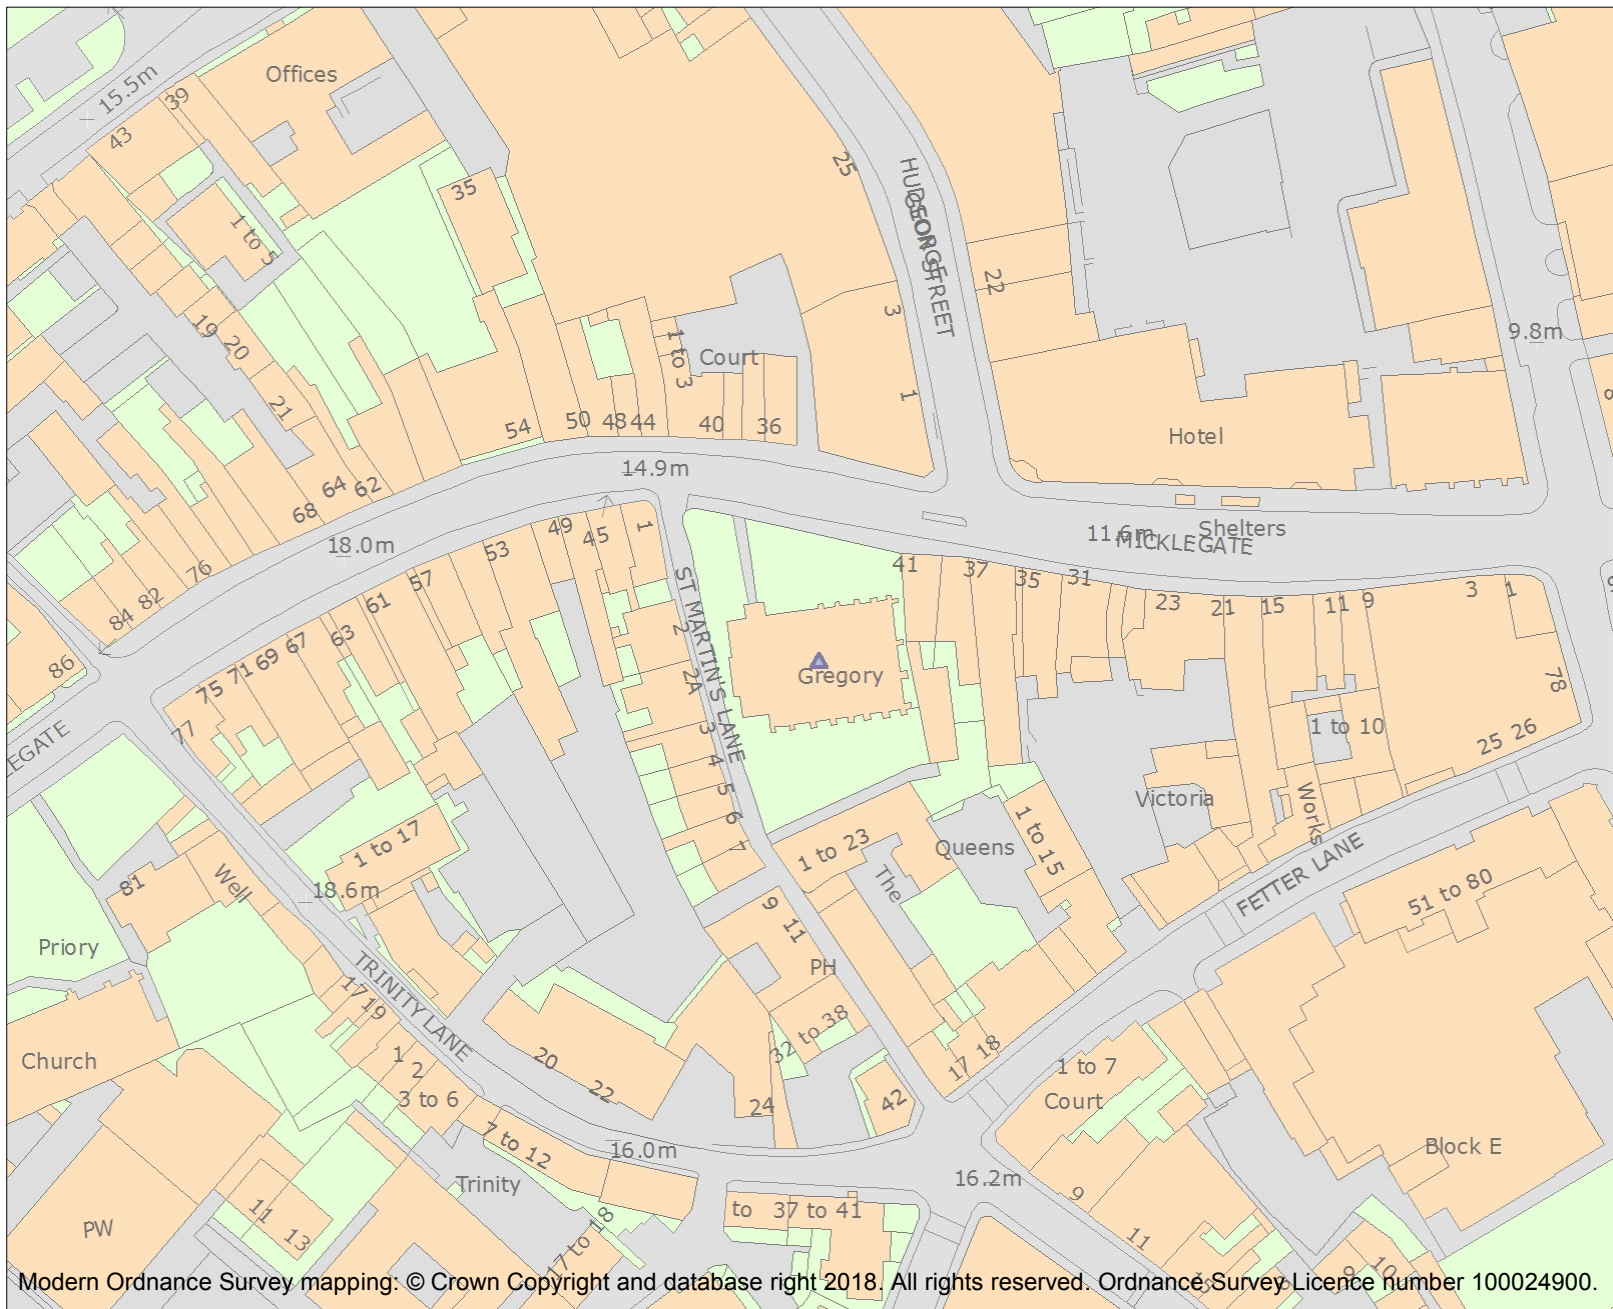 Offices
15.5m
39
43
35
25
1 to 5
HUDSON STREET
GEORGE
22
3
1
9.8m
19
20
21
1 to 3
Court
54
50
48
44
40
36
Hotel
14.9m
64
62
68
18.0m
49
45
1
53
57
61
63
67
69
71
75
77
76
82
84
86
11.6m
Shelters
MICKLEGATE
41
37
35
31
23
21
15
11
9
3
1
78
ST MARTIN'S LANE
2
2A
3
4
5
6
7
Gregory
1 to 10
25
26
LEGATE
Victoria
Works
1 to 17
1 to 23
The
Queens
1 to 15
FETTER LANE
51 to 80
81
Well
18.6m
9
11
PH
Priory
TRINITY LANE
17
19
32 to 38
17
18
Church
1
2
3 to 6
20
22
24
42
1 to 7
Court
Block E
7 to 12
16.0m
Trinity
16.2m
PW
11
13
17 to 18
to
37 to 41
9
11
15
10
Modern Ordnance Survey mapping: © Crown Copyright and database right 2018. All rights reserved. Ordnance Survey Licence number 100024900.